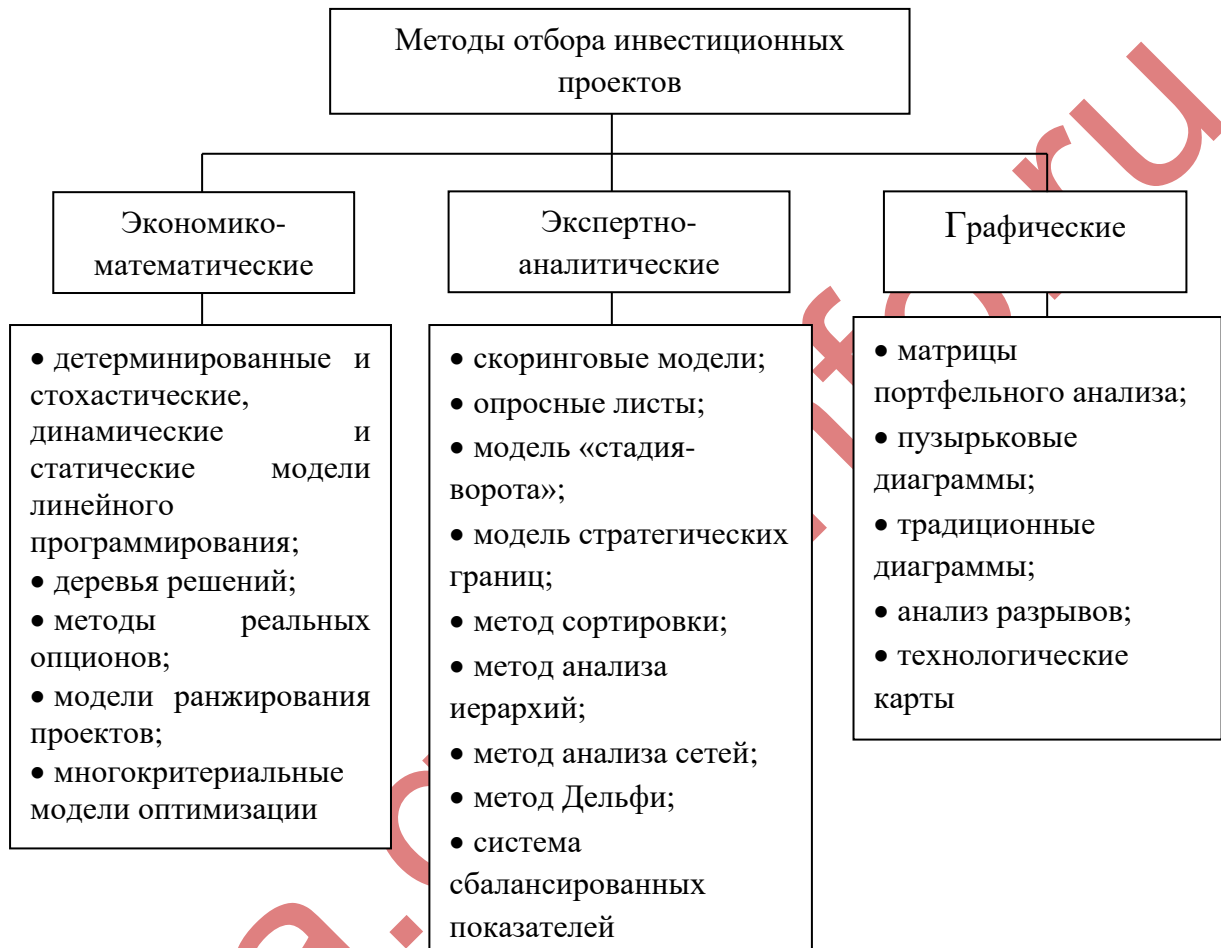 Методы отбора инвестиционных
проектов
Экономико-
математические
Экспертно-
аналитические
Графические
• детерминированные и
стохастические,
динамические и
статические модели
линейного
программирования;
• деревья решений;
• методы реальных
опционов;
• модели ранжирования
проектов;
• многокритериальные
модели оптимизации
• скоринговые модели;
• опросные листы;
• модель «стадия-
ворота»;
• модель стратегических
границ;
• метод сортировки;
• метод анализа
иерархий;
• метод анализа сетей;
• метод Дельфи;
• система
сбалансированных
показателей
• матрицы
портфельного анализа;
• пузырьковые
диаграммы;
• традиционные
диаграммы;
• анализ разрывов;
• технологические
карты